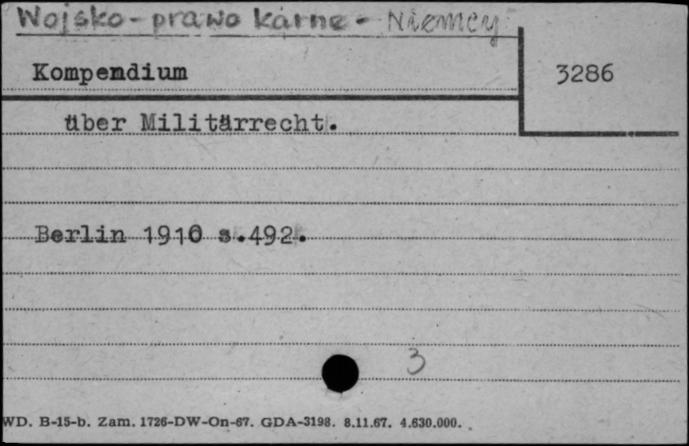 Wojsko - prawo karne - Niemcy
Kompendium
3286
über Militärrecht.
Berlin 1910 s.492.
3
WD. B-15-b. Zam. 1726-DW-On-67. GDA-3198. 8.11.67. 4.630.000.